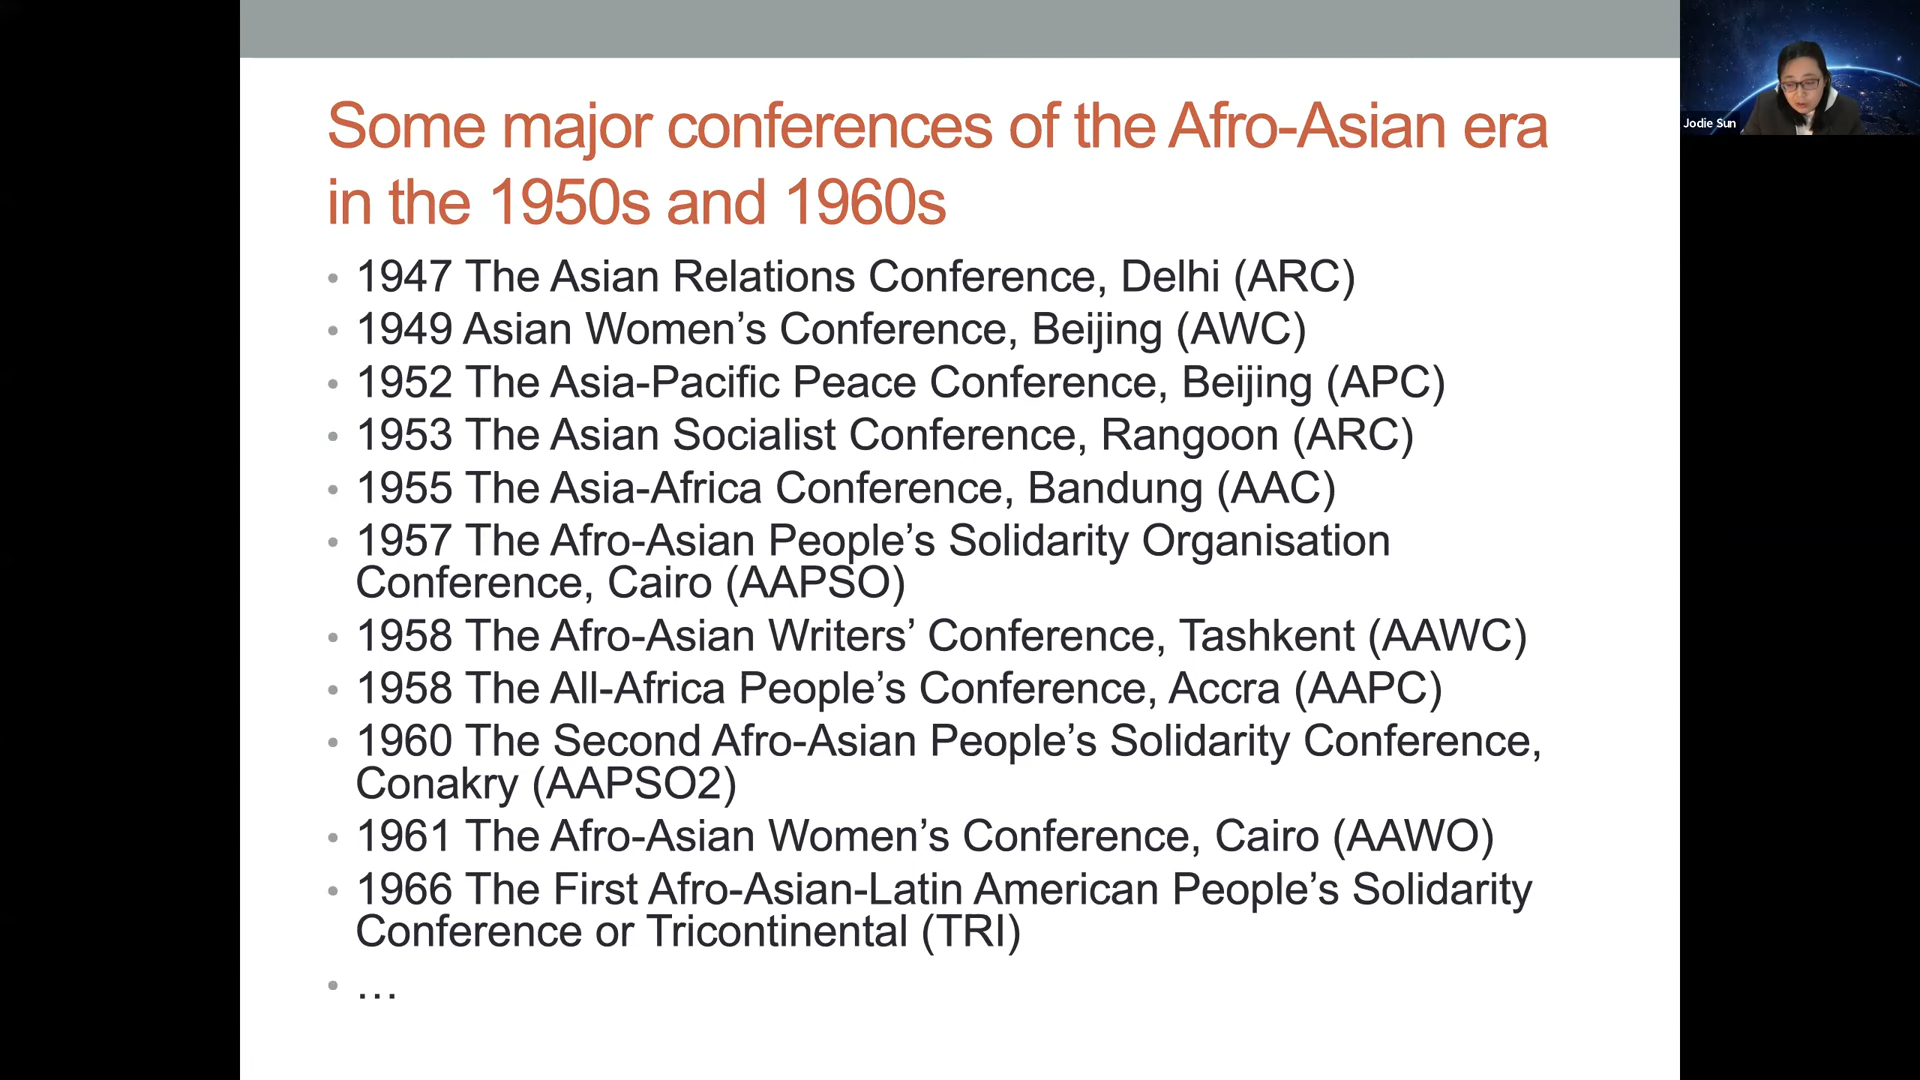 Some major conferences of the Afro-Asian era
in the 1950s and 1960s
• 1947 The Asian Relations Conference, Delhi (ARC)
• 1949 Asian Women’s Conference, Beijing (AWC)
• 1952 The Asia-Pacific Peace Conference, Beijing (APC)
• 1953 The Asian Socialist Conference, Rangoon (ARC)
• 1955 The Asia-Africa Conference, Bandung (AAC)
• 1957 The Afro-Asian People’s Solidarity Organisation
Conference, Cairo (AAPSO)
• 1958 The Afro-Asian Writers’ Conference, Tashkent (AAWC)
• 1958 The All-Africa People’s Conference, Accra (AAPC)
• 1960 The Second Afro-Asian People’s Solidarity Conference,
Conakry (AAPSO2)
• 1961 The Afro-Asian Women’s Conference, Cairo (AAWO)
• 1966 The First Afro-Asian-Latin American People’s Solidarity
Conference or Tricontinental (TRI)
• …
Jodie Sun